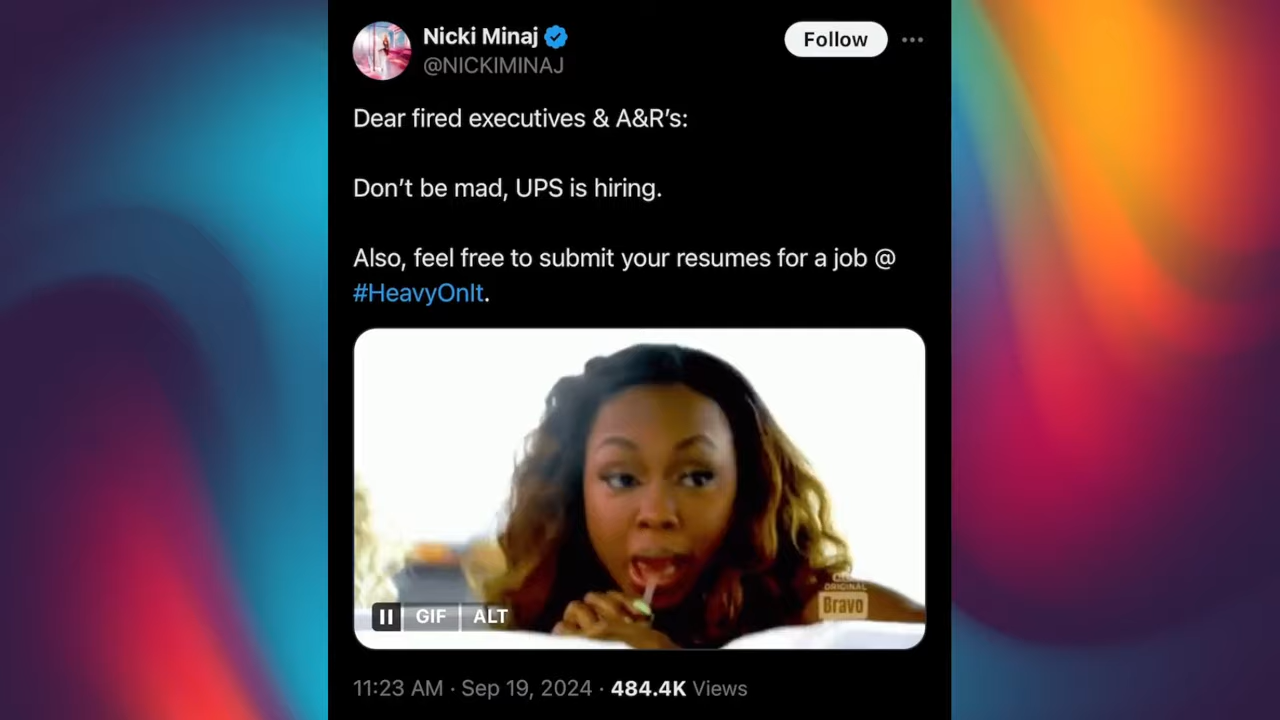 Nicki Minaj
Follow
@NICKIMINAJ
Dear fired executives & A&R’s:
Don’t be mad, UPS is hiring.
Also, feel free to submit your resumes for a job @
#HeavyOnIt.
ORIGINAL
Bravo
GIF ALT
11:23 AM · Sep 19, 2024 · 484.4K Views